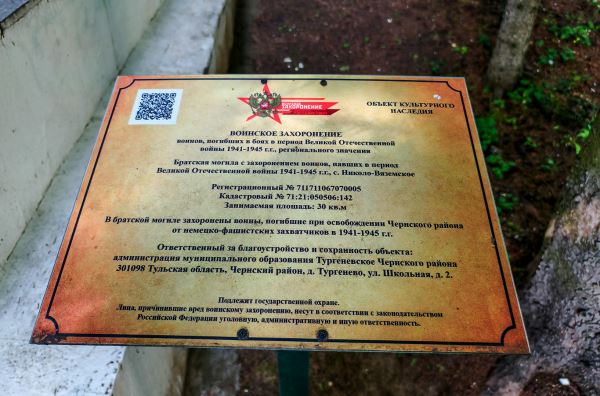 ВОИНСКОЕ
ЗАХОРОНЕНИЕ
ОБЪЕКТ КУЛЬТУРНОГО
НАСЛЕДИЯ
ВОИНСКОЕ ЗАХОРОНЕНИЕ
воинов, погибших в боях в период Великой Отечественной
войны 1941-1945 г.г., регионального значения
Братская могила с захоронением воинов, павших в период
Великой Отечественной войны 1941-1945 г.г., с. Николо-Вяземское
Регистрационный № 711711067070005
Кадастровый № 71:21:050506:142
Занимаемая площадь: 30 кв.м
В братской могиле захоронены воины, погибшие при освобождении Чернского района
от немецко-фашистских захватчиков в 1941-1945 г.г.
Ответственный за благоустройство и сохранность объекта:
администрация муниципального образования Тургеневское Чернского района
301098 Тульская область, Чернский район, д. Тургенево, ул. Школьная, д. 2.
Подлежит государственной охране.
Лица, причинившие вред воинскому захоронению, несут в соответствии с законодательством
Российской Федерации уголовную, административную и иную ответственность.